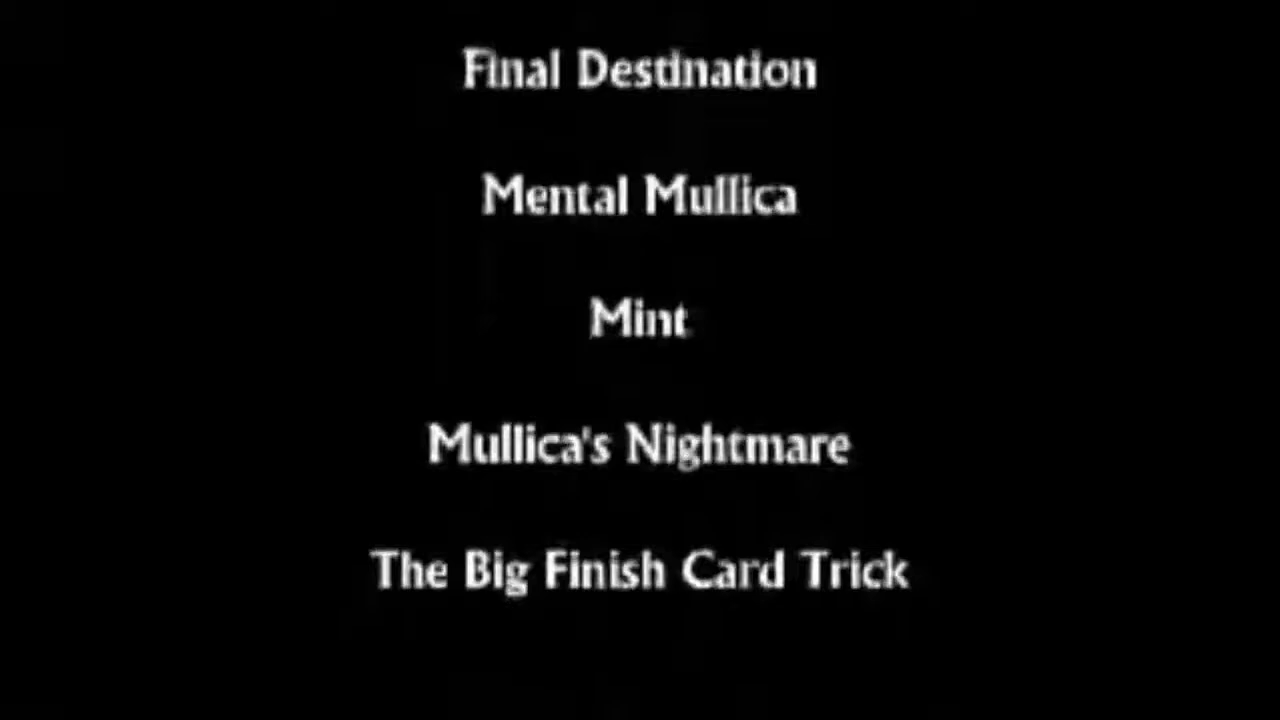 Final Destination
Mental Mullica
Mint
Mullica's Nightmare
The Big Finish Card Trick